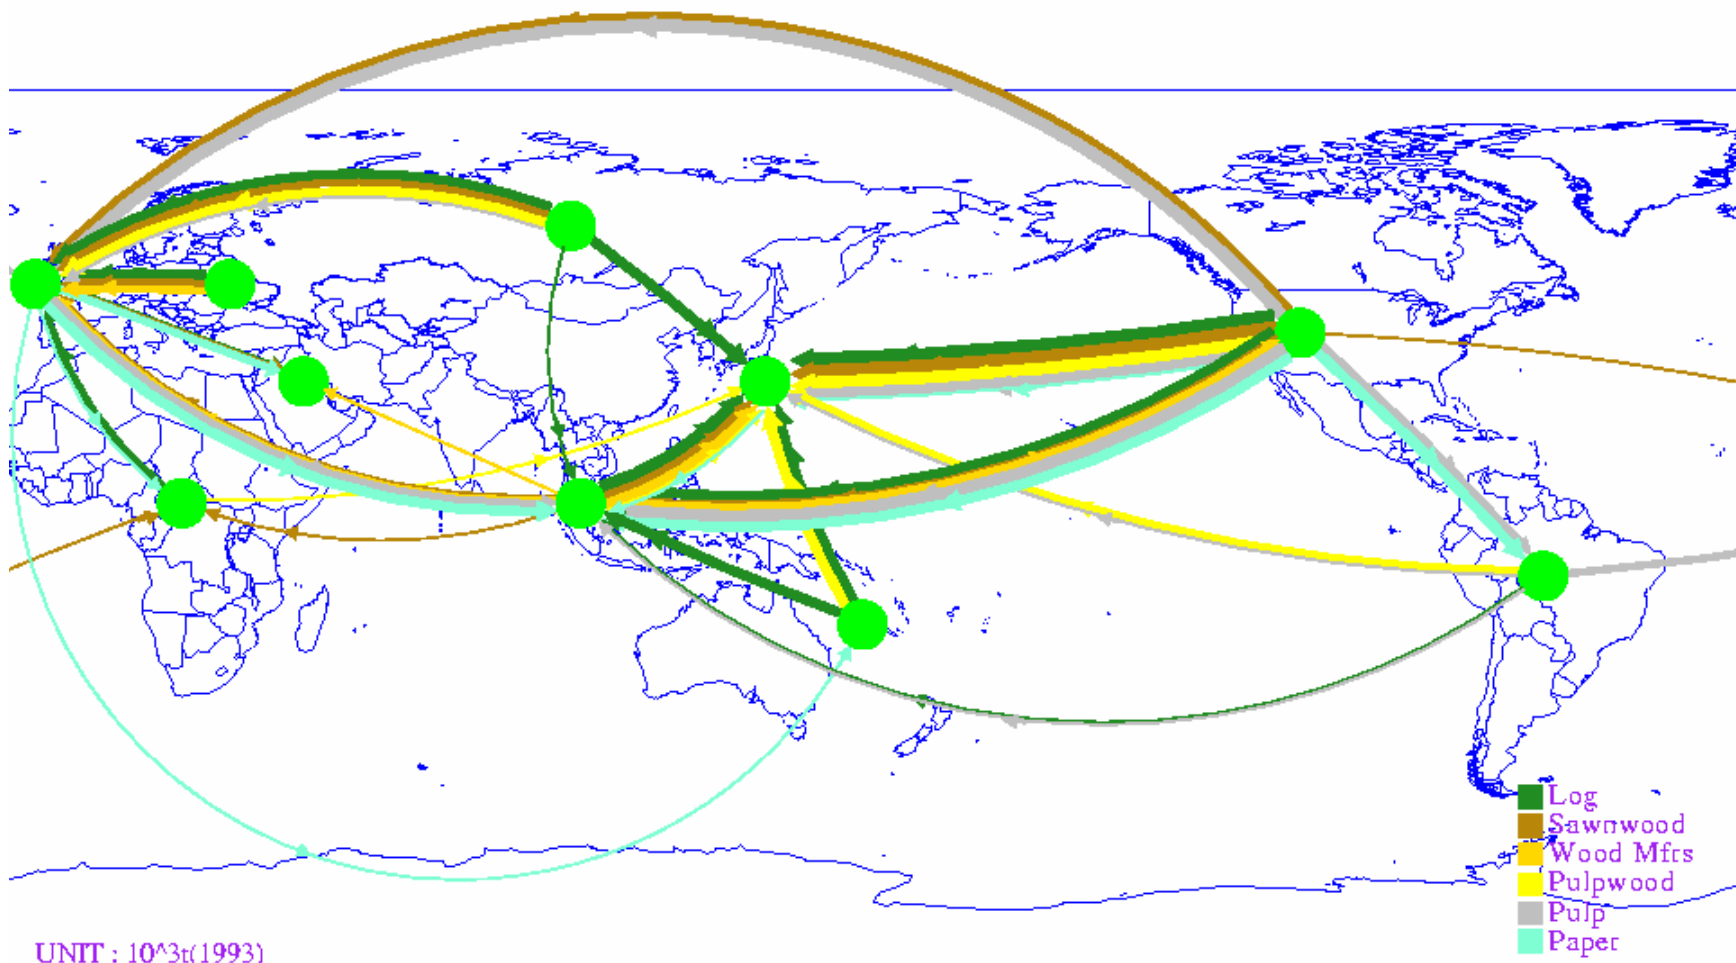 Log
Sawnwood
Wood Mfrs
Pulpwood
Pulp
Paper
UNIT : 10^3t(1993)